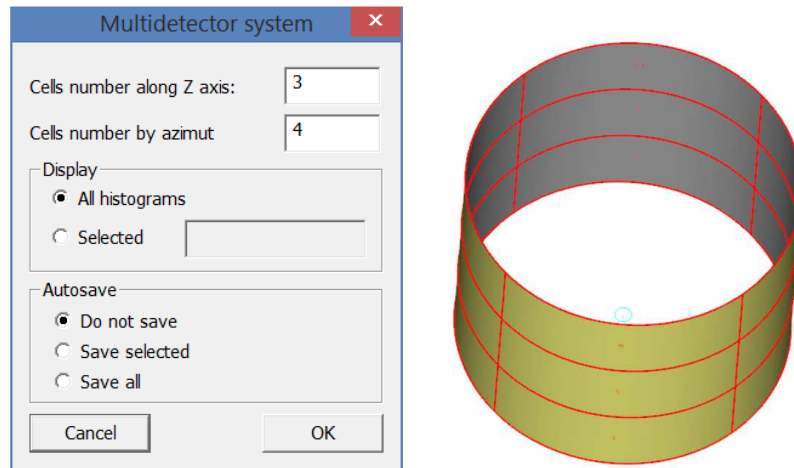 Multidetector system
x
Cells number along Z axis: 3
Cells number by azimut 4
Display
All histograms
Selected
Autosave
Do not save
Save selected
Save all
Cancel OK